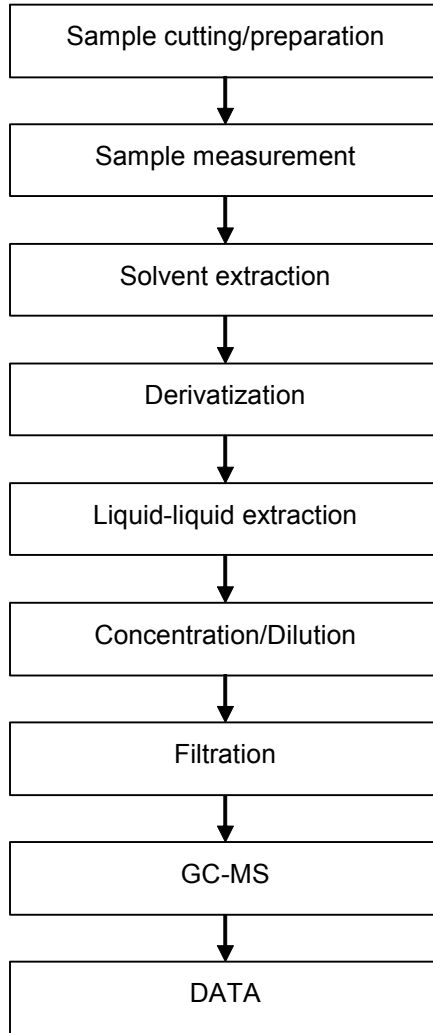 Sample cutting/preparation
Sample measurement
Solvent extraction
Derivatization
Liquid-liquid extraction
Concentration/Dilution
Filtration
GC-MS
DATA